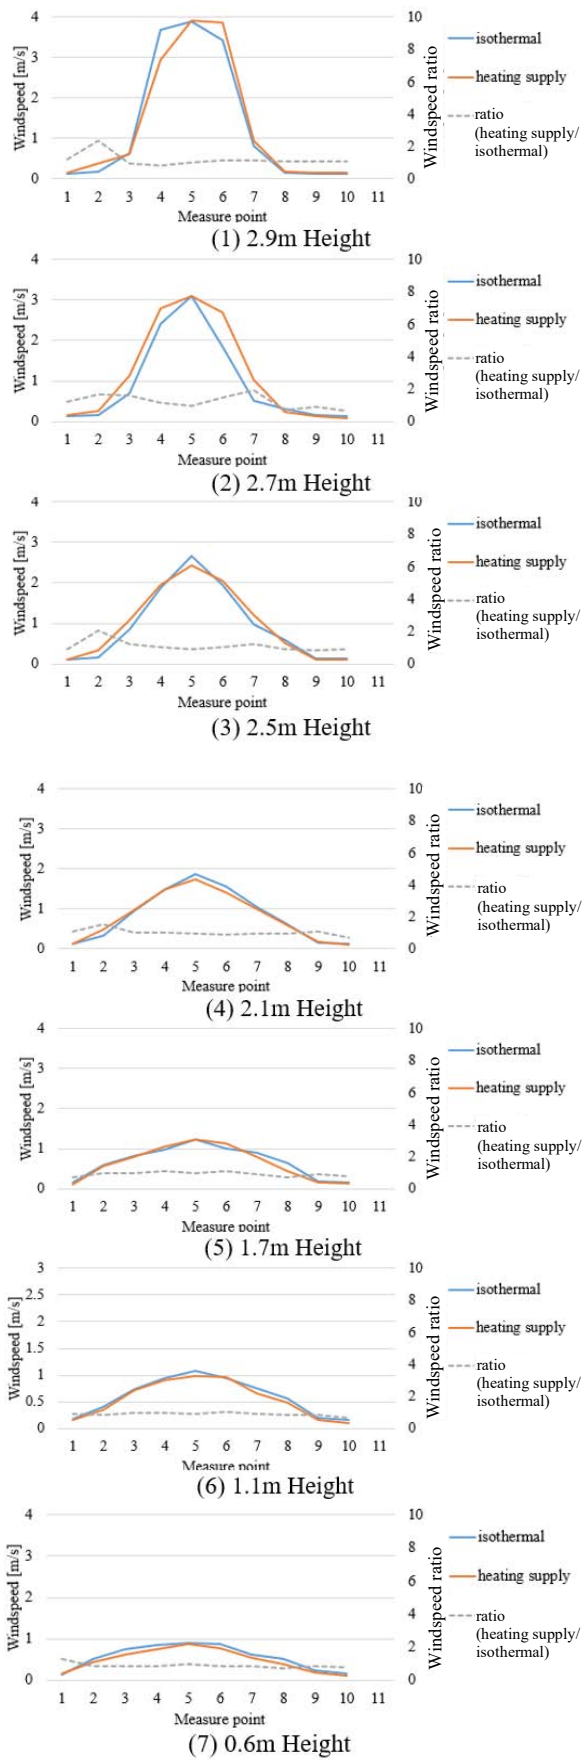 4
3
2
1
0
Windspeed [m/s]
10
8
6
4
2
0
Windspeed ratio
isothermal
heating supply
ratio
(heating supply/
isothermal)
1 2 3 4 5 6 7 8 9 10 11
Measure point
(1) 2.9m Height
4
3
2
1
0
Windspeed [m/s]
10
8
6
4
2
0
Windspeed ratio
isothermal
heating supply
ratio
(heating supply/
isothermal)
1 2 3 4 5 6 7 8 9 10 11
Measure point
(2) 2.7m Height
4
3
2
1
0
Windspeed [m/s]
10
8
6
4
2
0
Windspeed ratio
isothermal
heating supply
ratio
(heating supply/
isothermal)
1 2 3 4 5 6 7 8 9 10 11
Measure point
(3) 2.5m Height
4
3
2
1
0
Windspeed [m/s]
10
8
6
4
2
0
Windspeed ratio
isothermal
heating supply
ratio
(heating supply/
isothermal)
1 2 3 4 5 6 7 8 9 10 11
Measure point
(4) 2.1m Height
4
3
2
1
0
Windspeed [m/s]
10
8
6
4
2
0
Windspeed ratio
isothermal
heating supply
ratio
(heating supply/
isothermal)
1 2 3 4 5 6 7 8 9 10 11
Measure point
(5) 1.7m Height
3
2.5
2
1.5
1
0.5
0
Windspeed [m/s]
10
8
6
4
2
0
Windspeed ratio
isothermal
heating supply
ratio
(heating supply/
isothermal)
1 2 3 4 5 6 7 8 9 10 11
Measure point
(6) 1.1m Height
4
3
2
1
0
Windspeed [m/s]
10
8
6
4
2
0
Windspeed ratio
isothermal
heating supply
ratio
(heating supply/
isothermal)
1 2 3 4 5 6 7 8 9 10 11
Measure point
(7) 0.6m Height